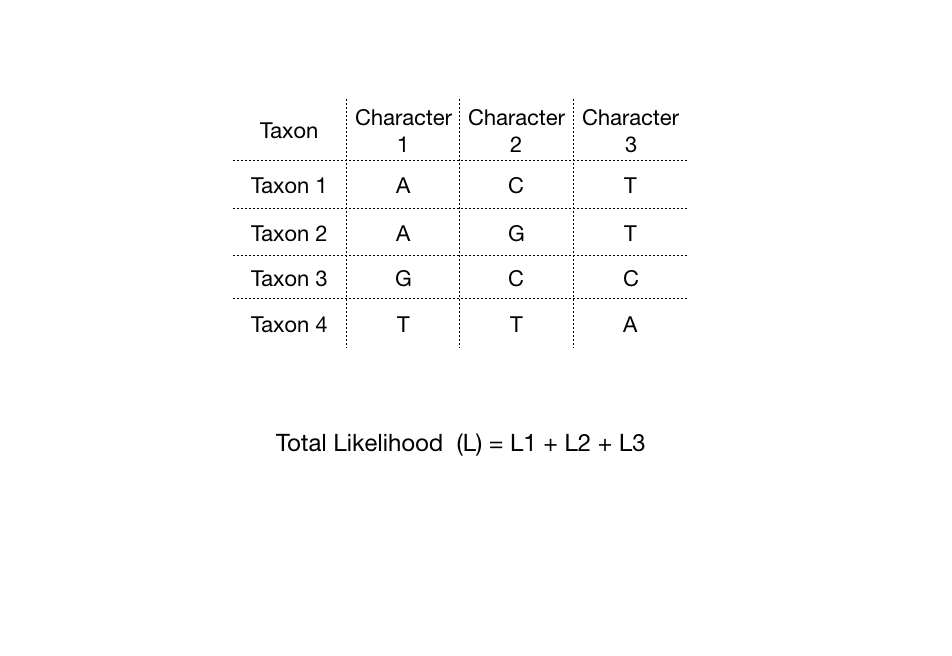 Taxon Character 1 Character 2 Character 3
Taxon 1 A C T
Taxon 2 A G T
Taxon 3 G C C
Taxon 4 T T A
Total Likelihood (L) = L1 + L2 + L3